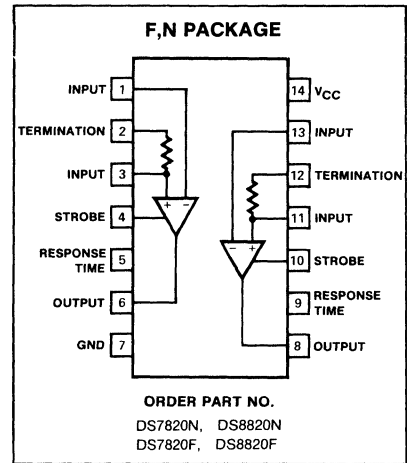 F,N PACKAGE
INPUT 1
TERMINATION 2
INPUT 3
STROBE 4
RESPONSE
TIME 5
OUTPUT 6
GND 7
14 VCC
13 INPUT
12 TERMINATION
11 INPUT
10 STROBE
9 RESPONSE
TIME
8 OUTPUT
+ −
− +
ORDER PART NO.
DS7820N, DS8820N
DS7820F, DS8820F